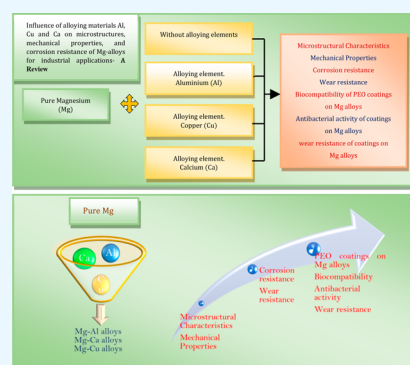 Influence of alloying materials Al,
Cu and Ca on microstructures,
mechanical properties, and
corrosion resistance of Mg-alloys
for industrial applications- A
Review
Pure Magnesium
(Mg)
Without alloying elements
Alloying element.
Aluminium (Al)
Alloying element.
Copper (Cu)
Alloying element.
Calcium (Ca)
Microstructural Characteristics
Mechanical Properties
Corrosion resistance
Wear resistance
Biocompatibility of PEO coatings
on Mg alloys
Antibacterial activity of coatings
on Mg alloys
wear resistance of coatings on
Mg alloys
Pure Mg
Ca
Al
Mg-Al alloys
Mg-Ca alloys
Mg-Cu alloys
Microstructural
Characteristics
Mechanical
Properties
Corrosion
resistance
Wear
resistance
PEO coatings on
Mg alloys
Biocompatibility
Antibacterial
activity
Wear resistance